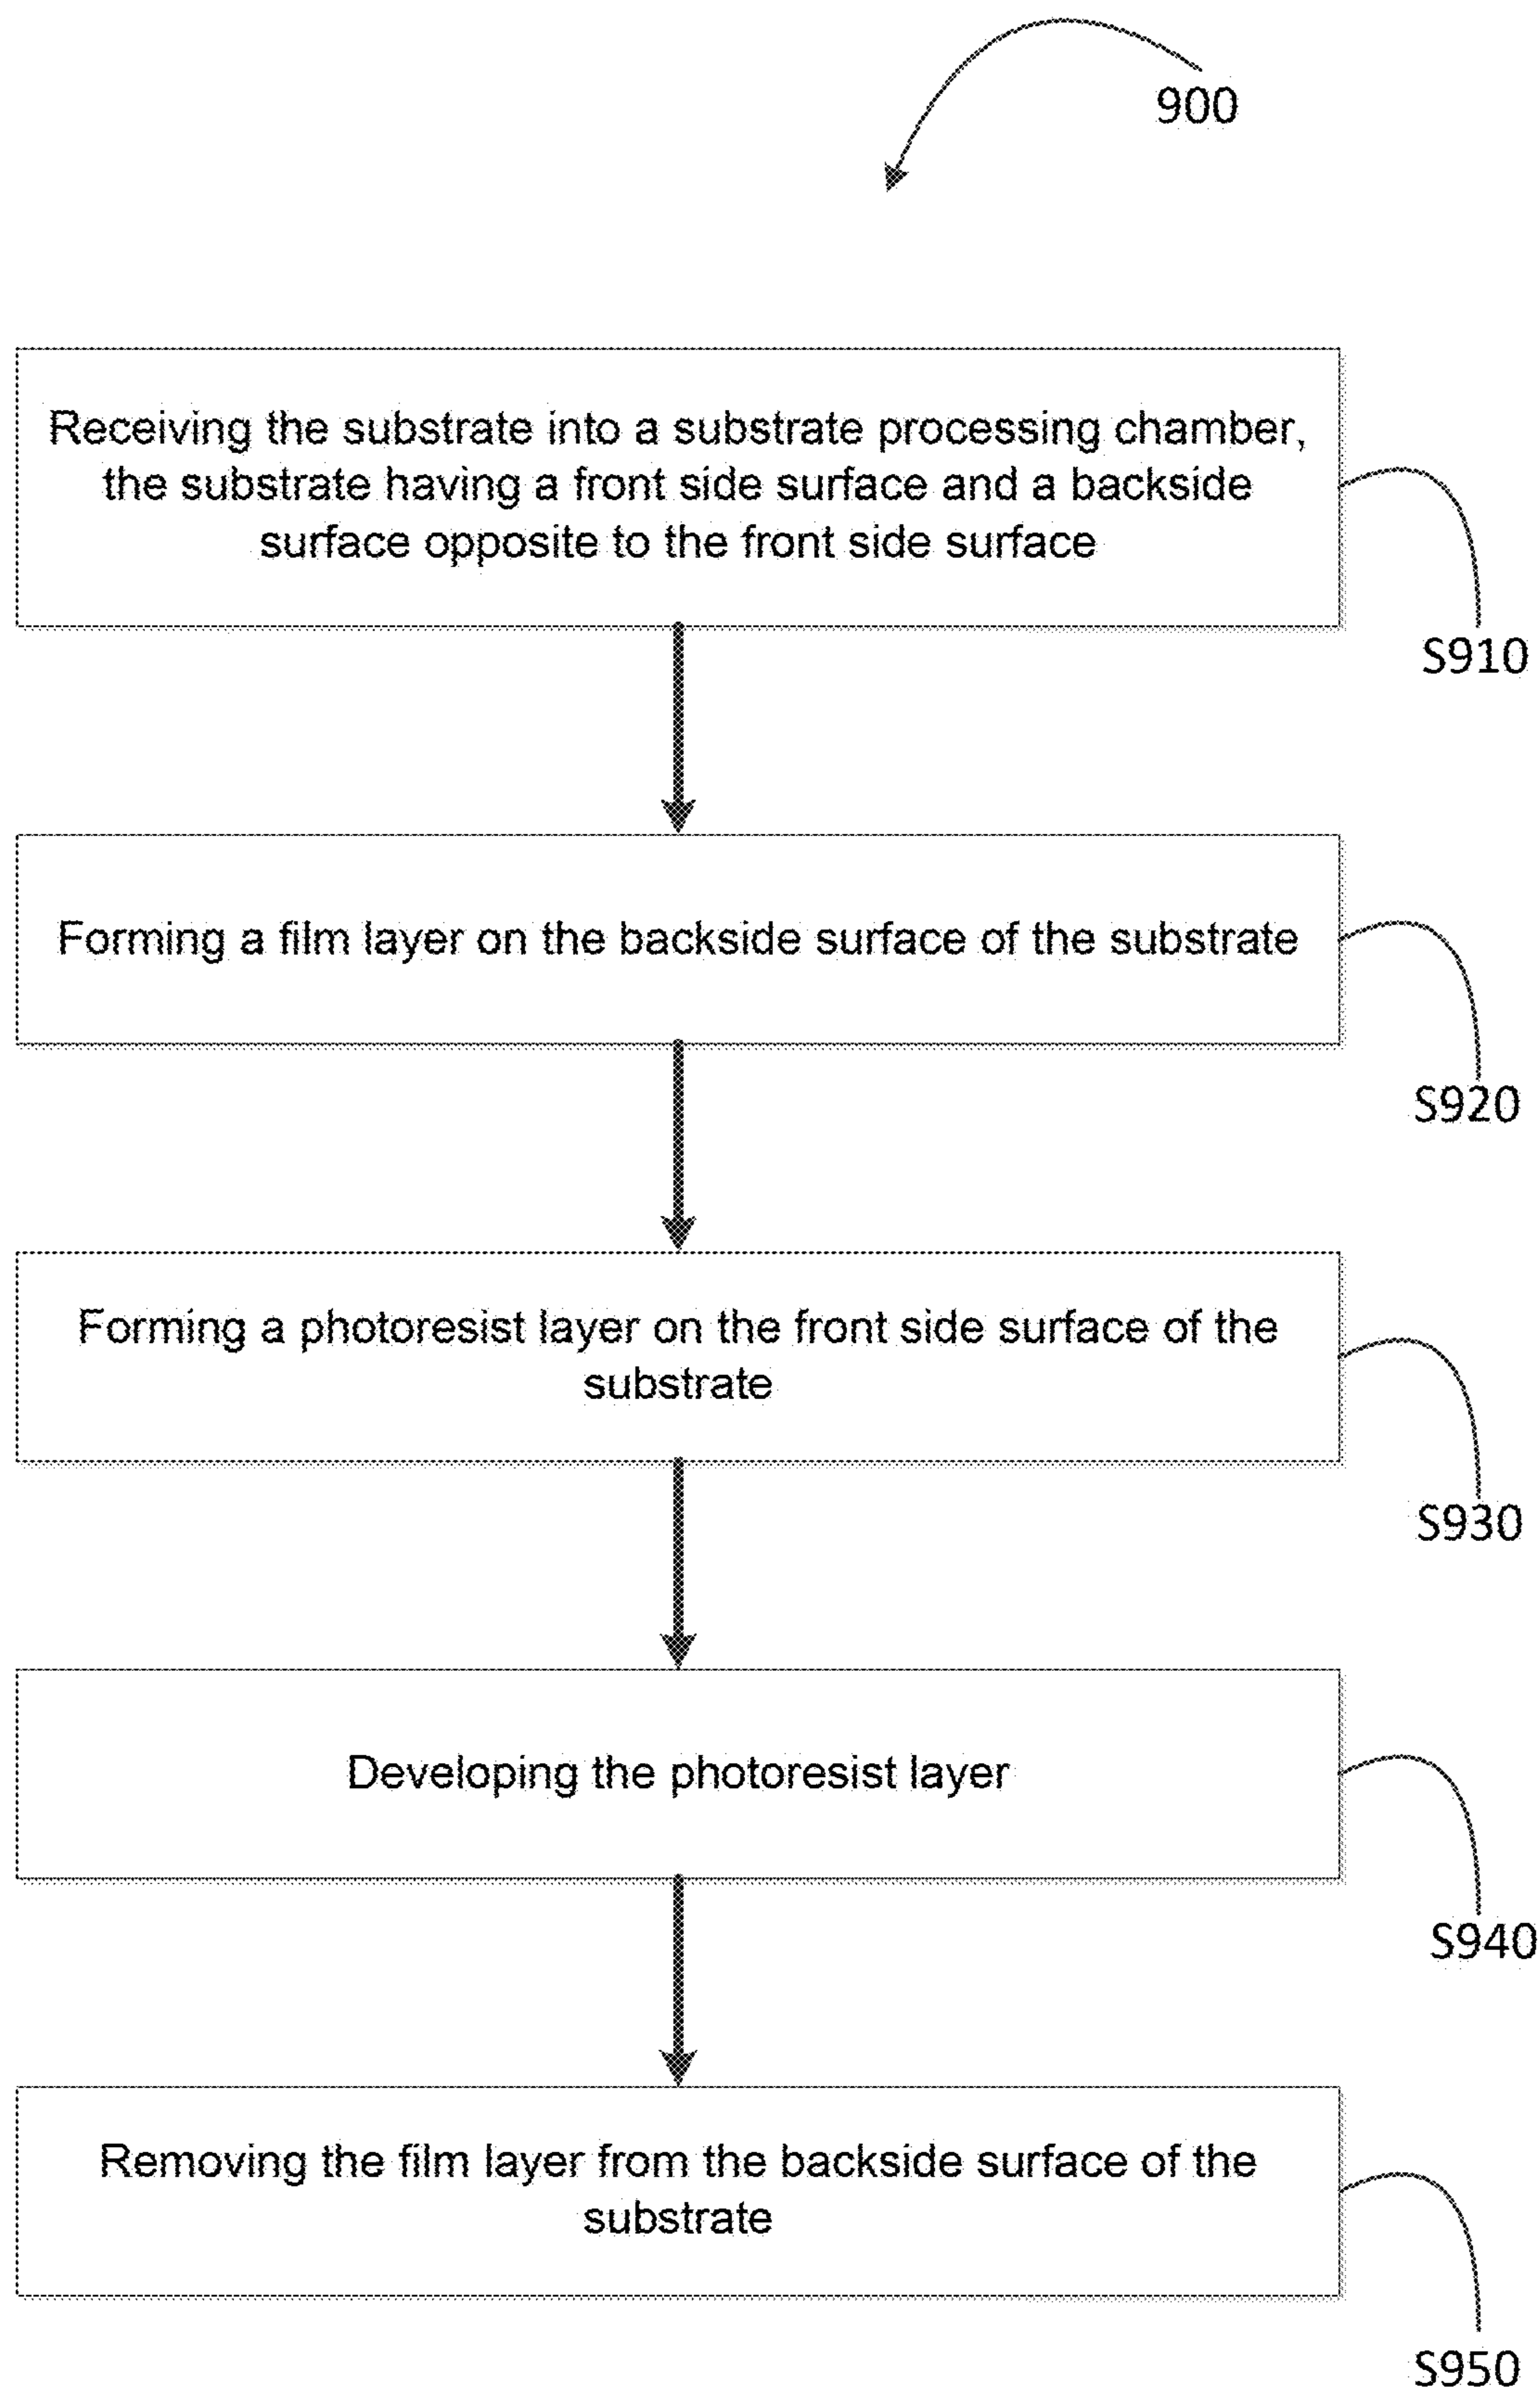 900
Receiving the substrate into a substrate processing chamber,
the substrate having a front side surface and a backside
surface opposite to the front side surface
S910
Forming a film layer on the backside surface of the substrate
S920
Forming a photoresist layer on the front side surface of the
substrate
S930
Developing the photoresist layer
S940
Removing the film layer from the backside surface of the
substrate
S950